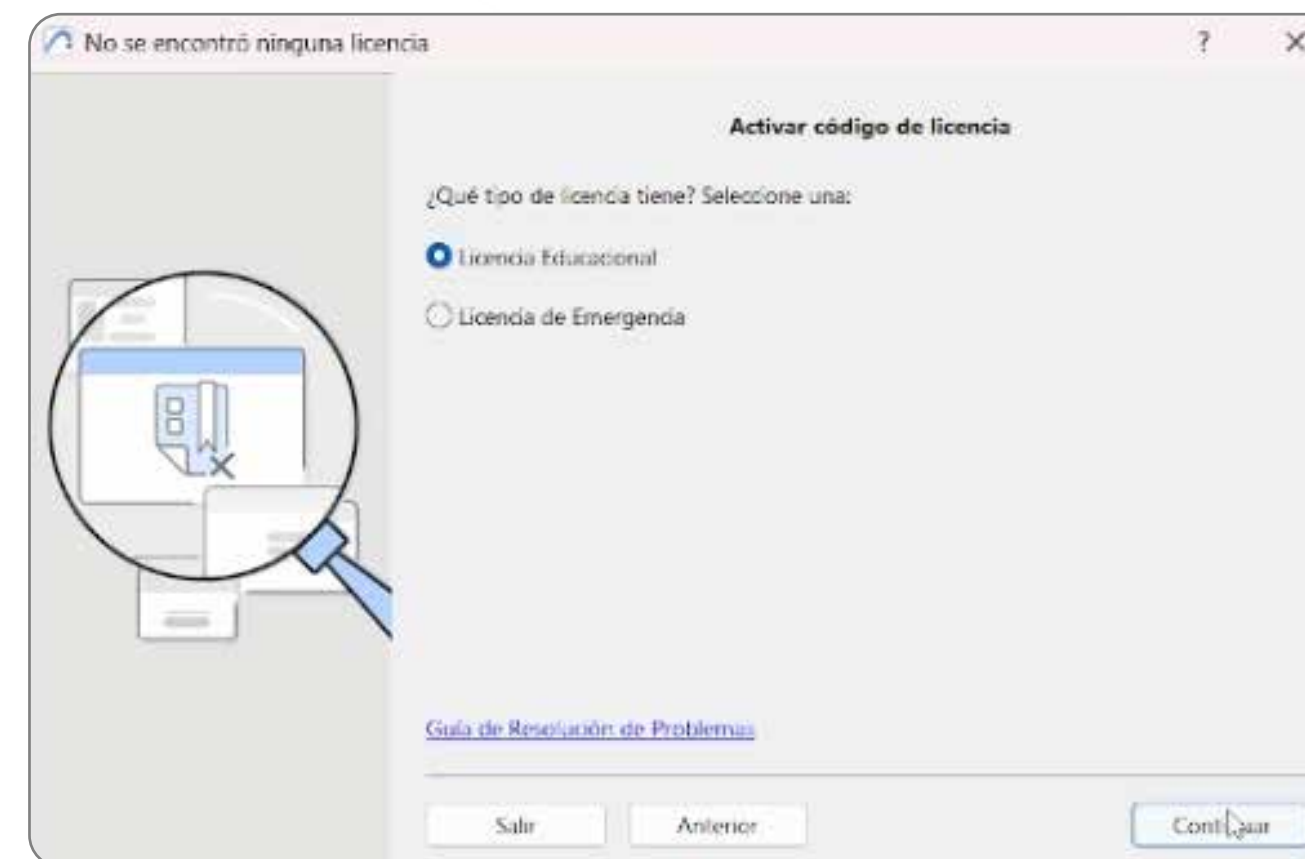 No se encontró ninguna licencia
?
Activar código de licencia
¿Qué tipo de licencia tiene? Seleccione una:
Licencia Educacional
Licencia de Emergencia
Guía de Resolución de Problemas
Salir Anterior Continuar